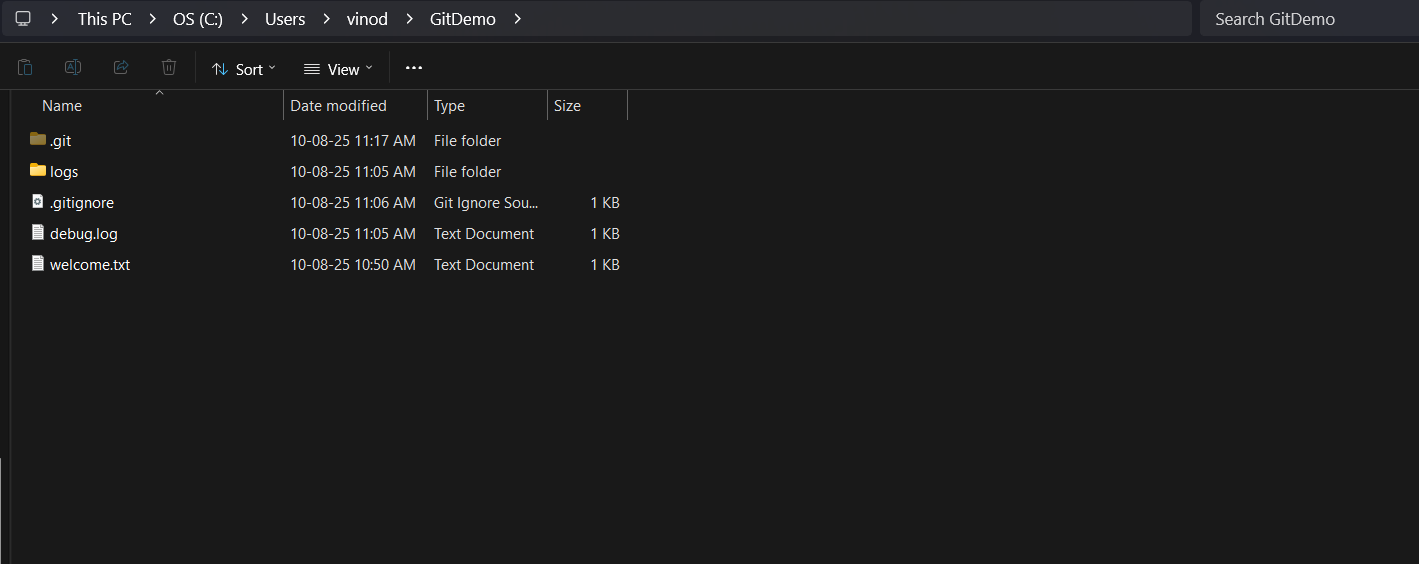 This PC OS (C:) Users vinod GitDemo Search GitDemo
Sort View
Name Date modified Type Size
.git 10-08-25 11:17 AM File folder
logs 10-08-25 11:05 AM File folder
.gitignore 10-08-25 11:06 AM Git Ignore Sou... 1 KB
debug.log 10-08-25 11:05 AM Text Document 1 KB
welcome.txt 10-08-25 10:50 AM Text Document 1 KB